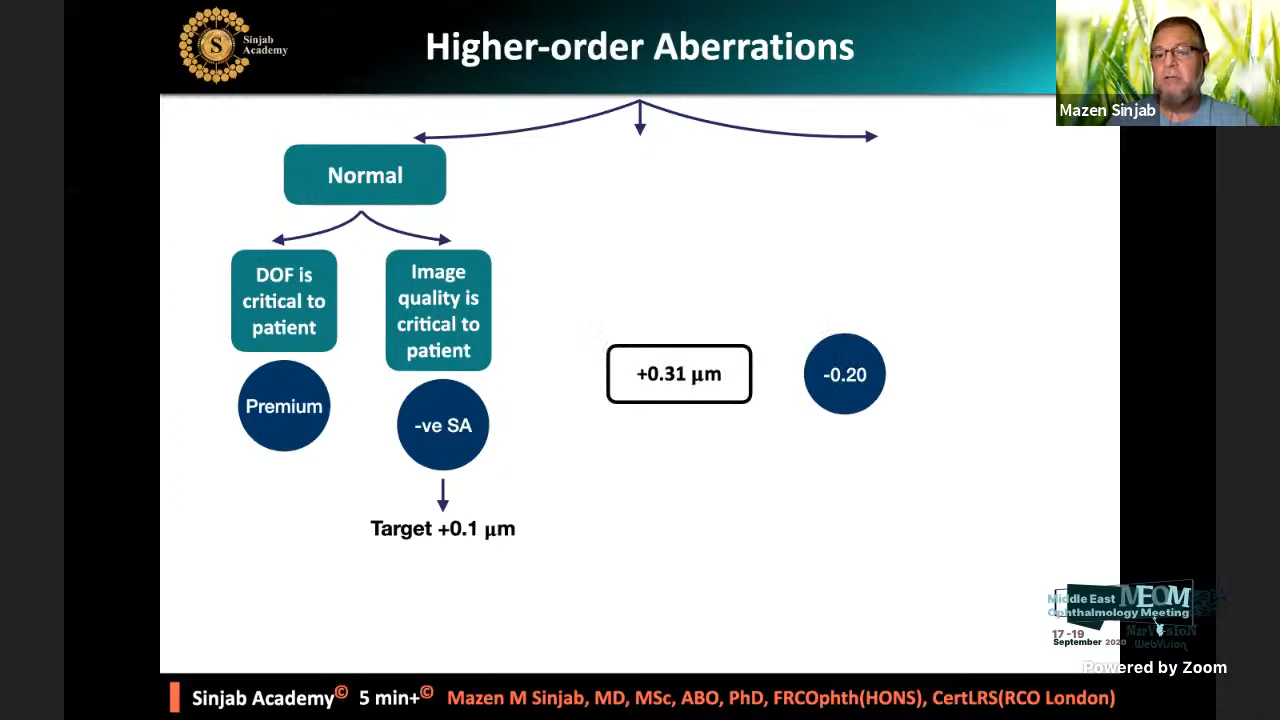 S
Sinjab
Academy
Higher-order Aberrations
Mazen Sinjab
Normal
DOF is
critical to
patient
Image
quality is
critical to
patient
Premium
-ve SA
+0.31 μm
-0.20
Target +0.1 μm
Middle East
MEOM
Ophthalmology Meeting
17 -19
September 2020
MarVision
WebVision
Powered by Zoom
Sinjab Academy© 5 min+© Mazen M Sinjab, MD, MSc, ABO, PhD, FRCOphth(HONS), CertLRS(RCO London)